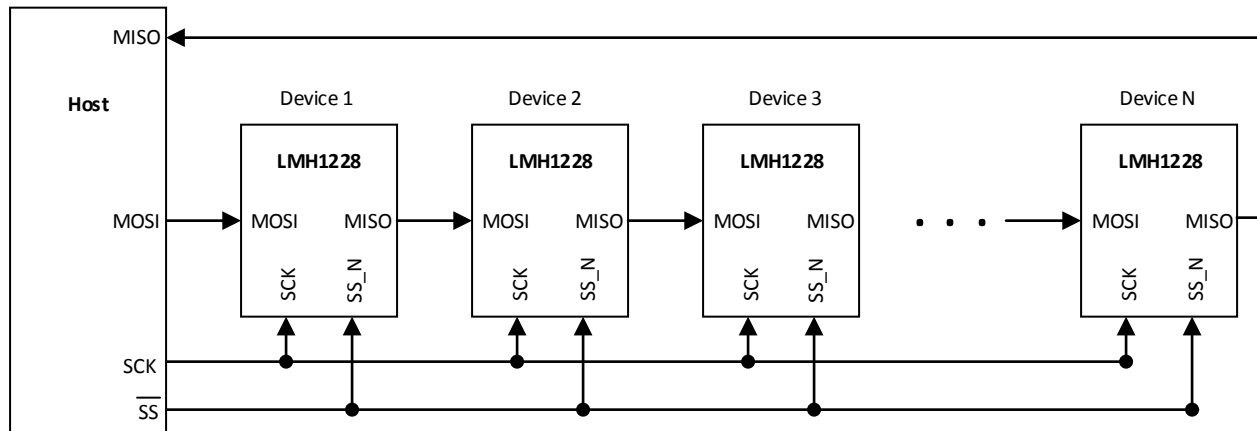 MISO
Host
Device 1
Device 2
Device 3
Device N
LMH1228
LMH1228
LMH1228
LMH1228
MOSI
MOSI MISO
MOSI MISO
MOSI MISO
. . .
MOSI MISO
SCK
SS_N
SCK
SS_N
SCK
SS_N
SCK
SS_N
SCK
SS